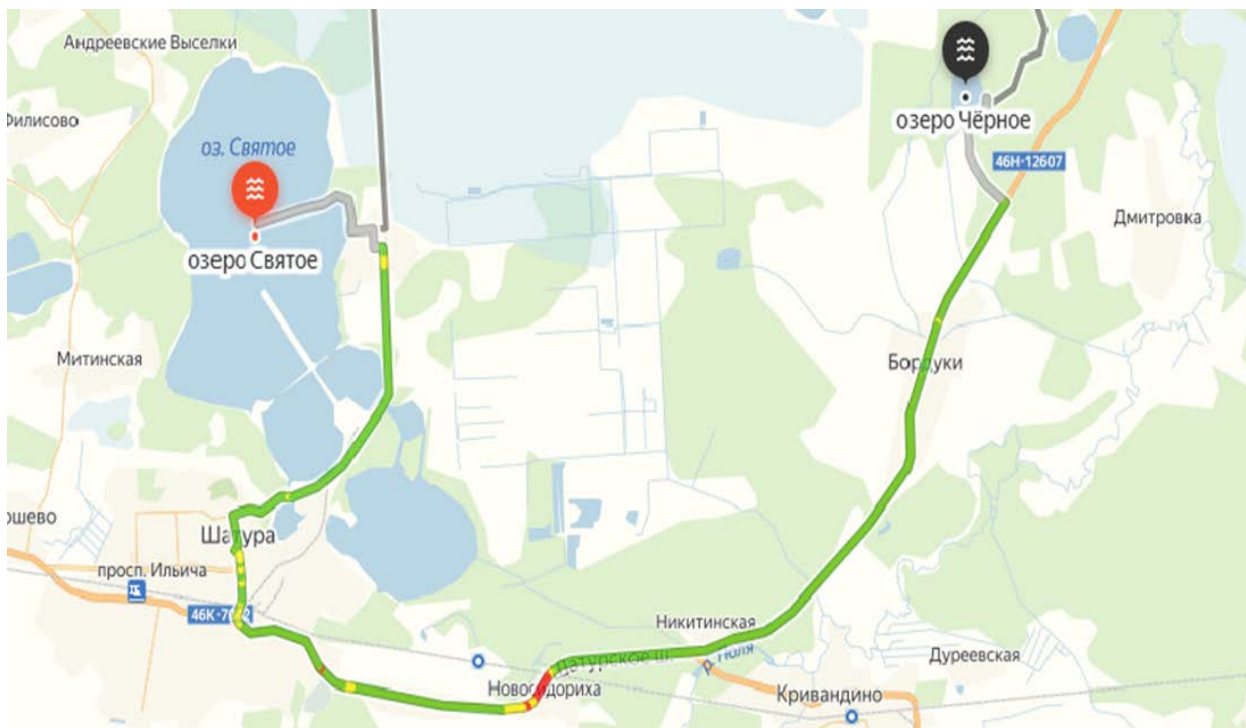 Андреевские Выселки
Филисово
оз. Святое
озеро Чёрное
46Н-12607
Дмитровка
озеро Святое
Митинская
Бордуки
Шатура
просп. Ильича
Никитинская
р. Поля
Дуреевская
Новосидориха
Кривандино